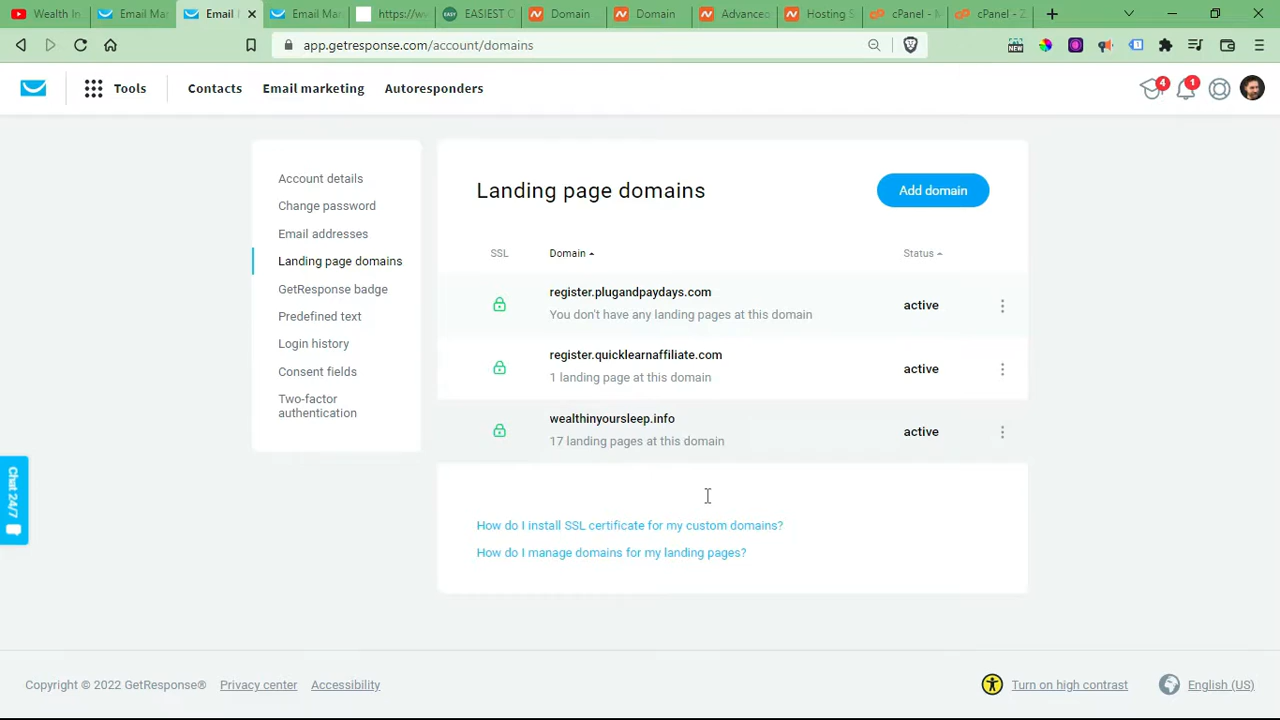 Wealth In
Email Ma
Email
Email Ma
https://w
EASY
EASIEST C
Domain
Domain
Advanced
Hosting S
cPanel - M
cPanel - Z
app.getresponse.com/account/domains
NEW
Tools
Contacts
Email marketing
Autoresponders
4
1
Account details
Change password
Email addresses
Landing page domains
GetResponse badge
Predefined text
Login history
Consent fields
Two-factor
authentication
Landing page domains
Add domain
SSL
Domain
Status
register.plugandpaydays.com
You don't have any landing pages at this domain
active
register.quicklearnaffiliate.com
1 landing page at this domain
active
wealthinyoursleep.info
17 landing pages at this domain
active
How do I install SSL certificate for my custom domains?
How do I manage domains for my landing pages?
Chat 24/7
Copyright © 2022 GetResponse®
Privacy center
Accessibility
Turn on high contrast
English (US)